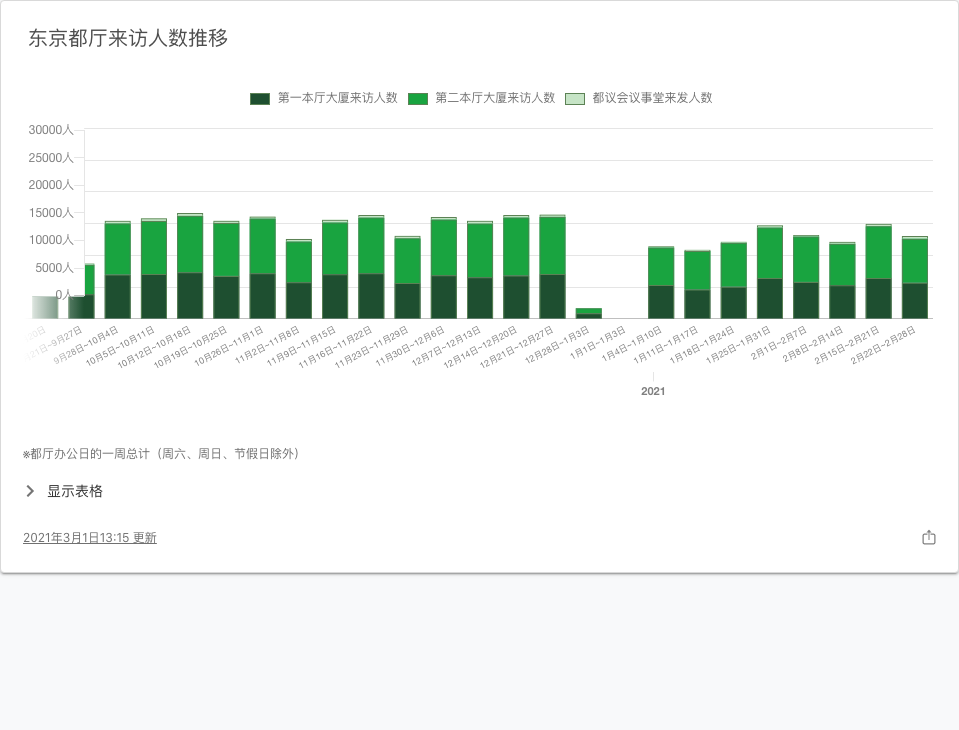 东京都厅来访人数推移
第一本厅大厦来访人数 第二本厅大厦来访人数 都议会议事堂来发人数
30000人
25000人
20000人
15000人
10000人
5000人
0人
21日~9月27日
9月28日~10月4日
10月5日~10月11日
10月12日~10月18日
10月19日~10月25日
10月26日~11月1日
11月2日~11月8日
11月9日~11月15日
11月16日~11月22日
11月23日~11月29日
11月30日~12月6日
12月7日~12月13日
12月14日~12月20日
12月21日~12月27日
12月28日~1月3日
1月1日~1月3日
1月4日~1月10日
1月11日~1月17日
1月18日~1月24日
1月25日~1月31日
2月1日~2月7日
2月8日~2月14日
2月15日~2月21日
2月22日~2月28日
2021
※都厅办公日的一周总计（周六、周日、节假日除外）
显示表格
2021年3月1日13:15 更新